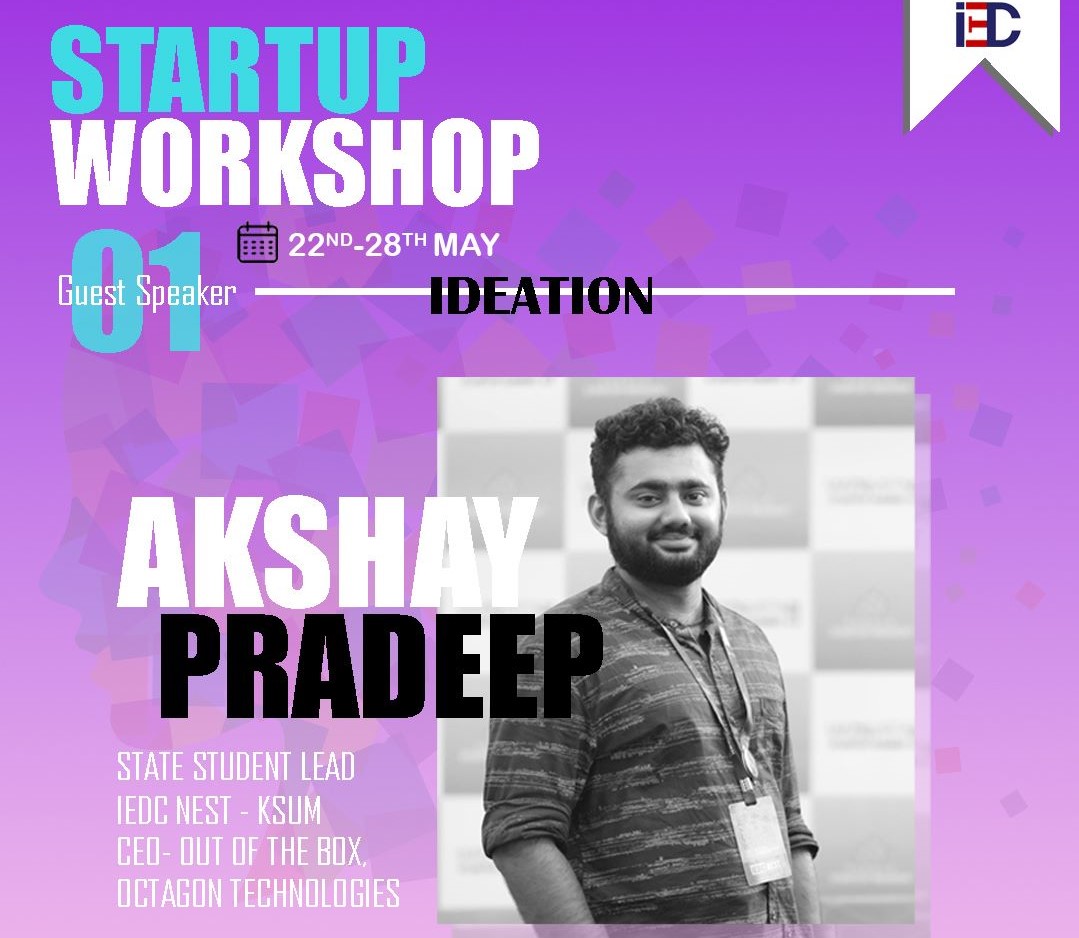 iEDC
STARTUP
WORKSHOP
01
22ND-28TH MAY
Guest Speaker
IDEATION
AKSHAY
PRADEEP
STATE STUDENT LEAD
IEDC NEST - KSUM
CEO- OUT OF THE BOX,
OCTAGON TECHNOLOGIES